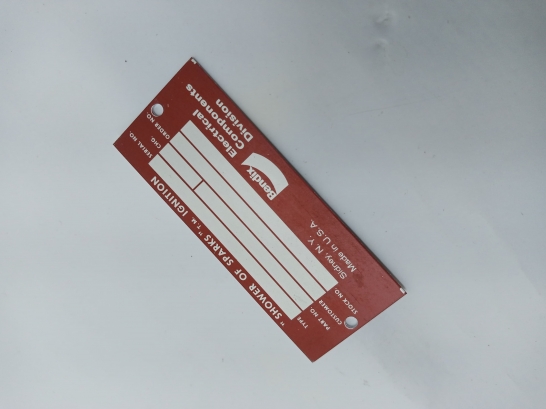 "SHOWER OF SPARKS" T.M. IGNITION
TYPE
SERIAL NO.
PART NO.
CHG.
CUSTOMER
ORDER NO.
STOCK NO.
Sidney, N. Y.
Made in U.S.A.
Bendix
Electrical
Components
Division